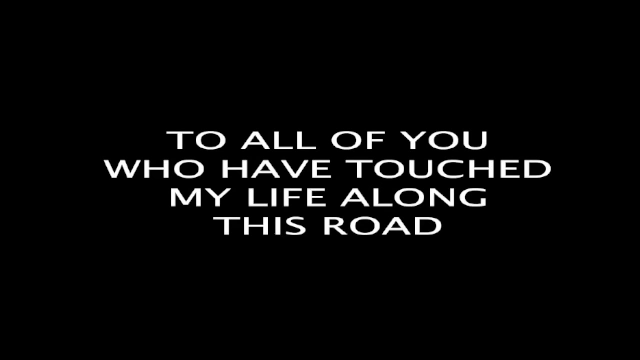 TO ALL OF YOU
WHO HAVE TOUCHED
MY LIFE ALONG
THIS ROAD